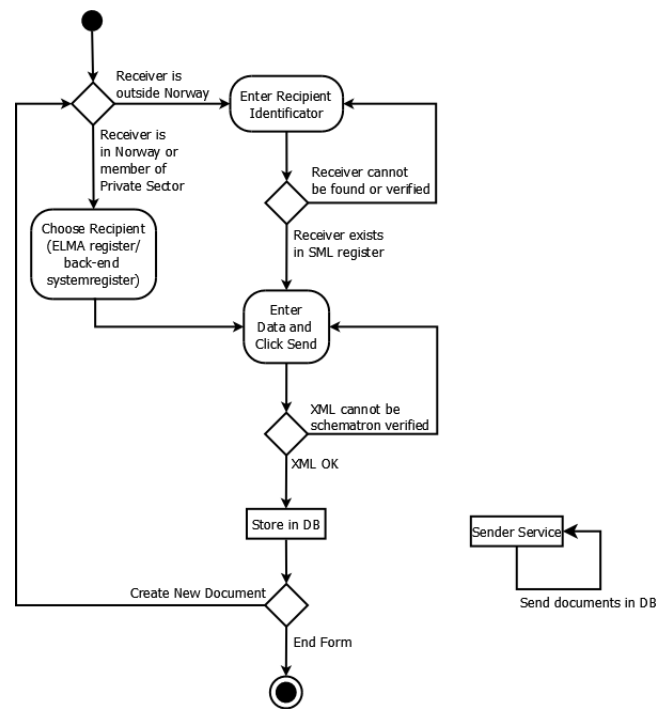 Receiver is
outside Norway
Enter Recipient
Identificator
Receiver is
in Norway or
member of
Private Sector
Receiver cannot
be found or verified
Choose Recipient
(ELMA register/
back-end
systemregister)
Receiver exists
in SML register
Enter
Data and
Click Send
XML cannot be
schematron verified
XML OK
Store in DB
Sender Service
Create New Document
Send documents in DB
End Form